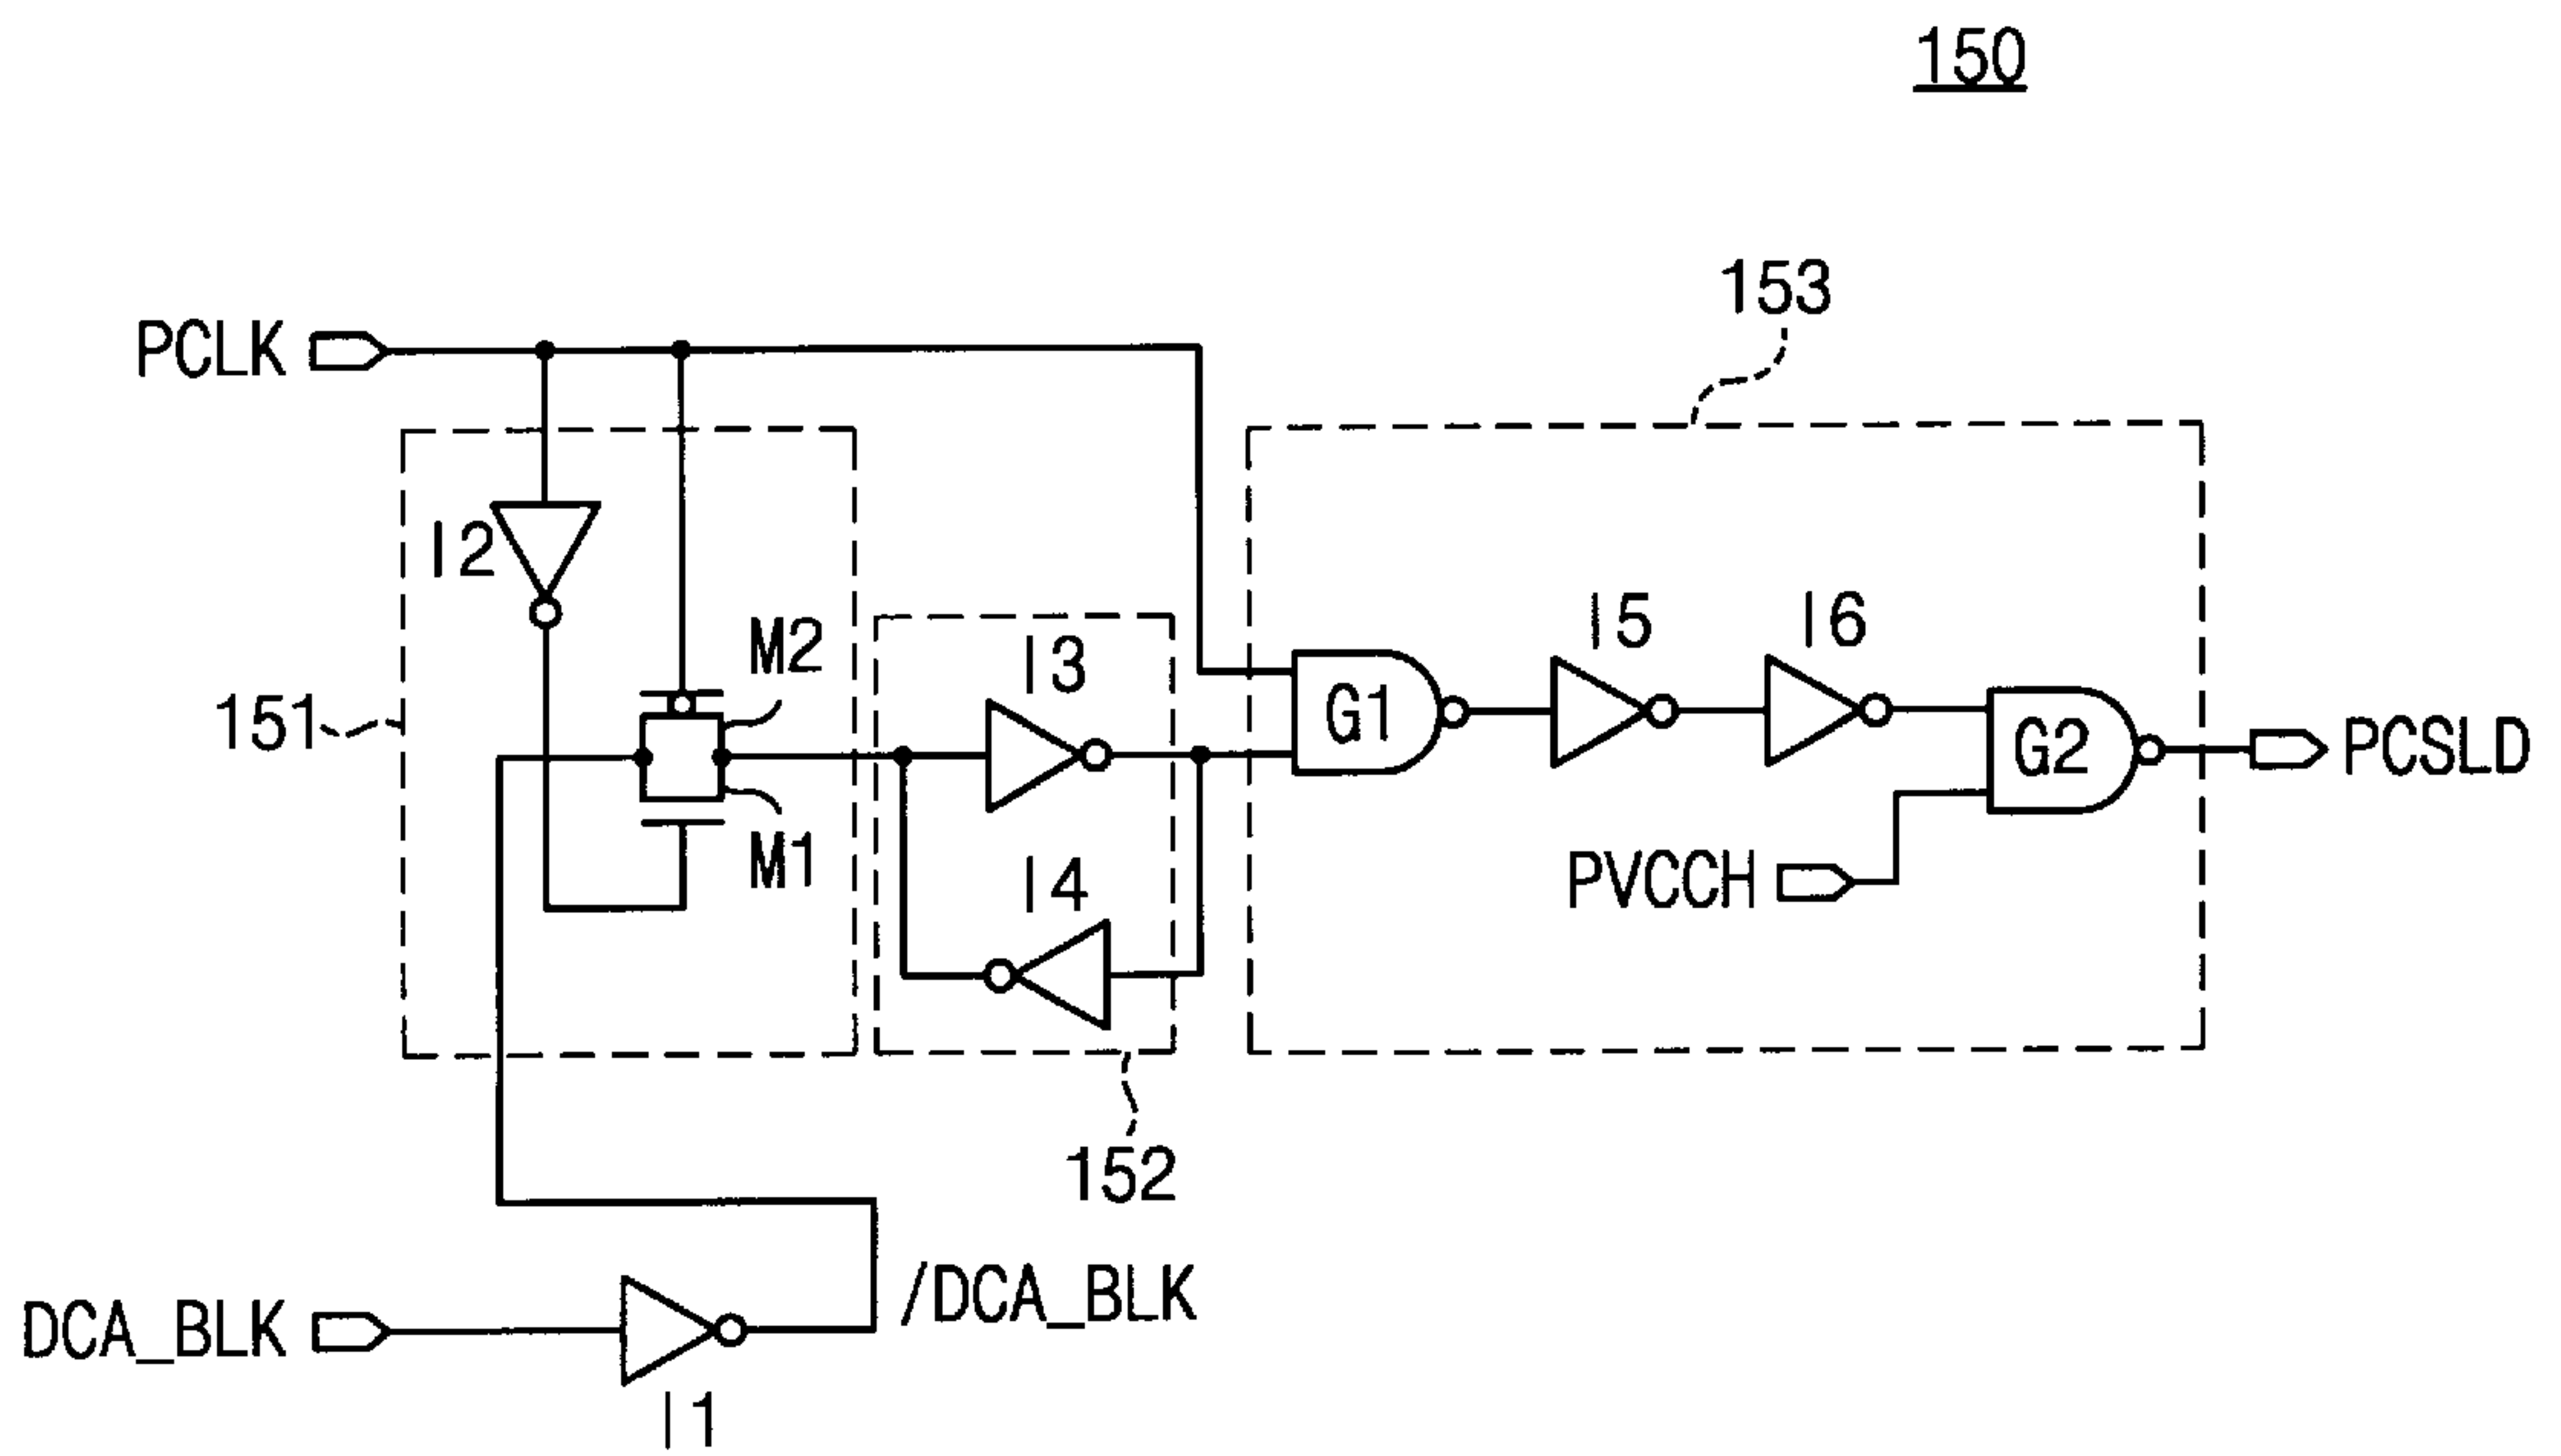 150
153
PCLK
I2
I5
I6
M2
I3
151
G1
G2
PCSLD
M1
I4
PVCCH
152
/DCA_BLK
DCA_BLK
I1